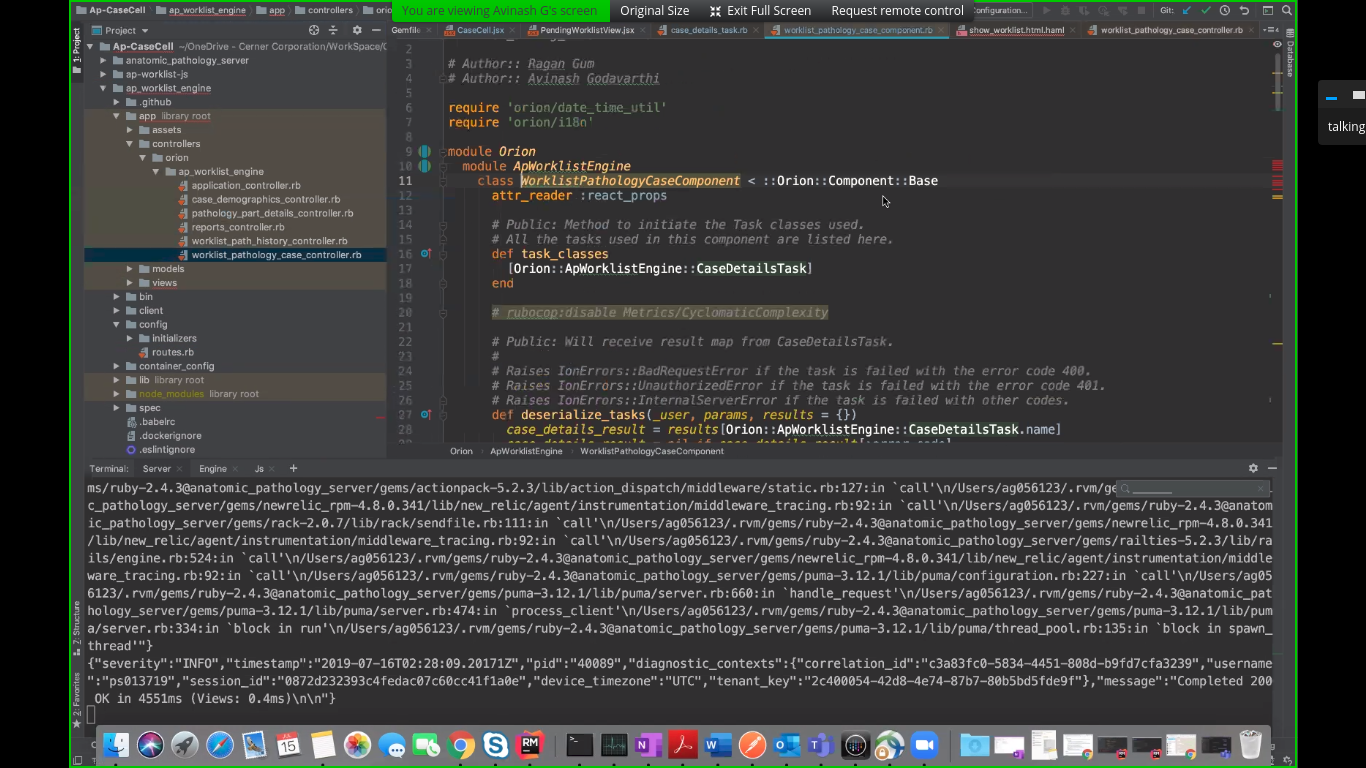 You are viewing Avinash G's screen
Original Size
Exit Full Screen
Request remote control
Ap-CaseCell
ap_worklist_engine
app
controllers
Configuration...
Git:
Project
Gemfile
CaseCell.jsx
PendingWorklistView.jsx
case_details_task.rb
worklist_pathology_case_component.rb
show_worklist.html.haml
worklist_pathology_case_controller.rb
1: Project
Database
Ap-CaseCell ~/OneDrive - Cerner Corporation/WorkSpace/C
anatomic_pathology_server
ap-worklist-js
ap_worklist_engine
.github
app library root
assets
controllers
orion
ap_worklist_engine
application_controller.rb
case_demographics_controller.rb
pathology_part_details_controller.rb
reports_controller.rb
worklist_path_history_controller.rb
worklist_pathology_case_controller.rb
models
views
bin
client
config
initializers
routes.rb
container_config
lib library root
node_modules library root
spec
.babelrc
.dockerignore
.eslintignore
2
3 # Author:: Ragan Gum
4 # Author:: Avinash Godavarthi
5
6 require 'orion/date_time_util'
7 require 'orion/i18n'
8
9 module Orion
10 module ApWorklistEngine
11 class WorklistPathologyCaseComponent < ::Orion::Component::Base
12 attr_reader :react_props
13
14 # Public: Method to initiate the Task classes used.
15 # All the tasks used in this component are listed here.
16 def task_classes
17 [Orion::ApWorklistEngine::CaseDetailsTask]
18 end
19
20 # rubocop:disable Metrics/CyclomaticComplexity
21
22 # Public: Will receive result map from CaseDetailsTask.
23 #
24 # Raises IonErrors::BadRequestError if the task is failed with the error code 400.
25 # Raises IonErrors::UnauthorizedError if the task is failed with the error code 401.
26 # Raises IonErrors::InternalServerError if the task is failed with other codes.
27 def deserialize_tasks(_user, params, results = {})
28 case_details_result = results[Orion::ApWorklistEngine::CaseDetailsTask.name]
Orion
ApWorklistEngine
WorklistPathologyCaseComponent
talking
Terminal:
Server
Engine
Js
ms/ruby-2.4.3@anatomic_pathology_server/gems/actionpack-5.2.3/lib/action_dispatch/middleware/static.rb:127:in `call'\n/Users/ag056123/.rvm/ge
c_pathology_server/gems/newrelic_rpm-4.8.0.341/lib/new_relic/agent/instrumentation/middleware_tracing.rb:92:in `call'\n/Users/ag056123/.rvm/gems/ruby-2.4.3@anatomi
c_pathology_server/gems/rack-2.0.7/lib/rack/sendfile.rb:111:in `call'\n/Users/ag056123/.rvm/gems/ruby-2.4.3@anatomic_pathology_server/gems/newrelic_rpm-4.8.0.341
/lib/new_relic/agent/instrumentation/middleware_tracing.rb:92:in `call'\n/Users/ag056123/.rvm/gems/ruby-2.4.3@anatomic_pathology_server/gems/railties-5.2.3/lib/ra
ils/engine.rb:524:in `call'\n/Users/ag056123/.rvm/gems/ruby-2.4.3@anatomic_pathology_server/gems/newrelic_rpm-4.8.0.341/lib/new_relic/agent/instrumentation/middle
ware_tracing.rb:92:in `call'\n/Users/ag056123/.rvm/gems/ruby-2.4.3@anatomic_pathology_server/gems/puma-3.12.1/lib/puma/configuration.rb:227:in `call'\n/Users/ag05
6123/.rvm/gems/ruby-2.4.3@anatomic_pathology_server/gems/puma-3.12.1/lib/puma/server.rb:660:in `handle_request'\n/Users/ag056123/.rvm/gems/ruby-2.4.3@anatomic_pat
hology_server/gems/puma-3.12.1/lib/puma/server.rb:474:in `process_client'\n/Users/ag056123/.rvm/gems/ruby-2.4.3@anatomic_pathology_server/gems/puma-3.12.1/lib/pum
a/server.rb:334:in `block in run'\n/Users/ag056123/.rvm/gems/ruby-2.4.3@anatomic_pathology_server/gems/puma-3.12.1/lib/puma/thread_pool.rb:135:in `block in spawn_
thread'"}
{"severity":"INFO","timestamp":"2019-07-16T02:28:09.20171Z","pid":"40089","diagnostic_contexts":{"correlation_id":"c3a83fc0-5834-4451-808d-b9fd7cfa3239","username
":"ps013719","session_id":"0872d232393c4fedac07c60cc41f1a0e","device_timezone":"UTC","tenant_key":"2c400054-42d8-4e74-87b7-80b5bd5fde9f"},"message":"Completed 200
OK in 4551ms (Views: 0.4ms)\n\n"}
7: Structure
2: Favorites
15
RM